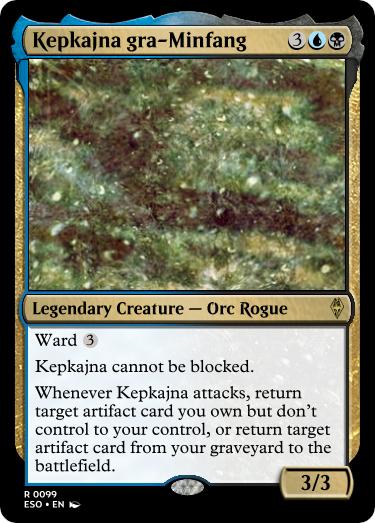 Kepkajna gra-Minfang 3
Legendary Creature — Orc Rogue
Ward 3
Kepkajna cannot be blocked.
Whenever Kepkajna attacks, return
target artifact card you own but don't
control to your control, or return target
artifact card from your graveyard to the
battlefield.
3/3
R 0099
ESO • EN